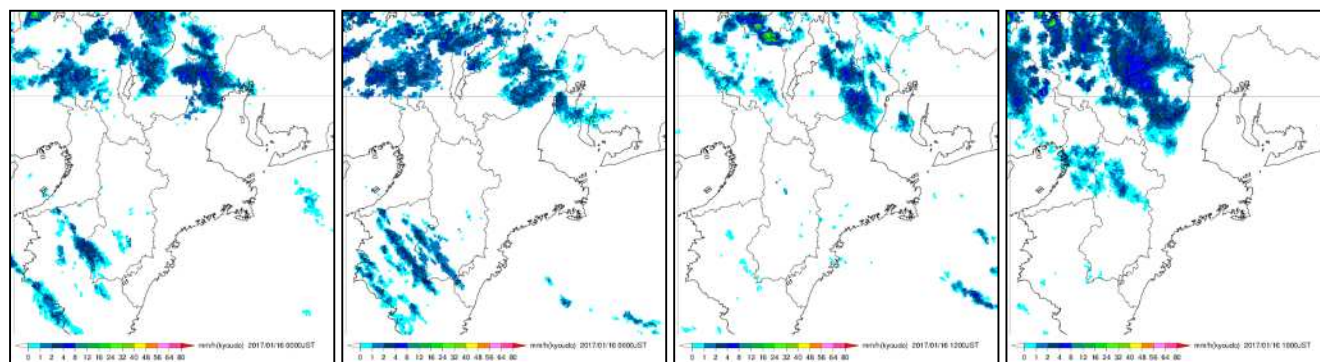 0 1 2 4 8 12 16 24 32 40 48 56 64 80 mm/h(kyoudo) 2017/01/16 0000JST
0 1 2 4 8 12 16 24 32 40 48 56 64 80 mm/h(kyoudo) 2017/01/16 0600JST
0 1 2 4 8 12 16 24 32 40 48 56 64 80 mm/h(kyoudo) 2017/01/16 1200JST
0 1 2 4 8 12 16 24 32 40 48 56 64 80 mm/h(kyoudo) 2017/01/16 1800JST